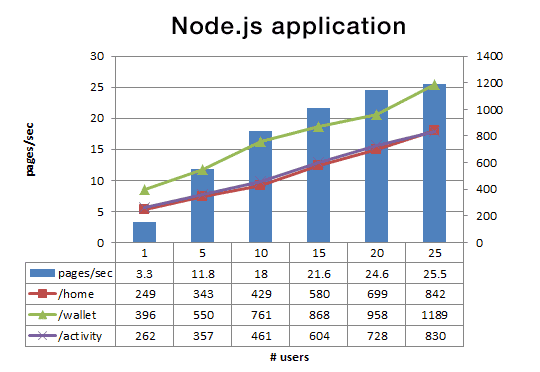 Node.js application
30 1400
25 1200
20 1000
15 800
10 600
5 400
0 200
0
pages/sec
1 5 10 15 20 25
pages/sec 3.3 11.8 18 21.6 24.6 25.5
/home 249 343 429 580 699 842
/wallet 396 550 761 868 958 1189
/activity 262 357 461 604 728 830
# users